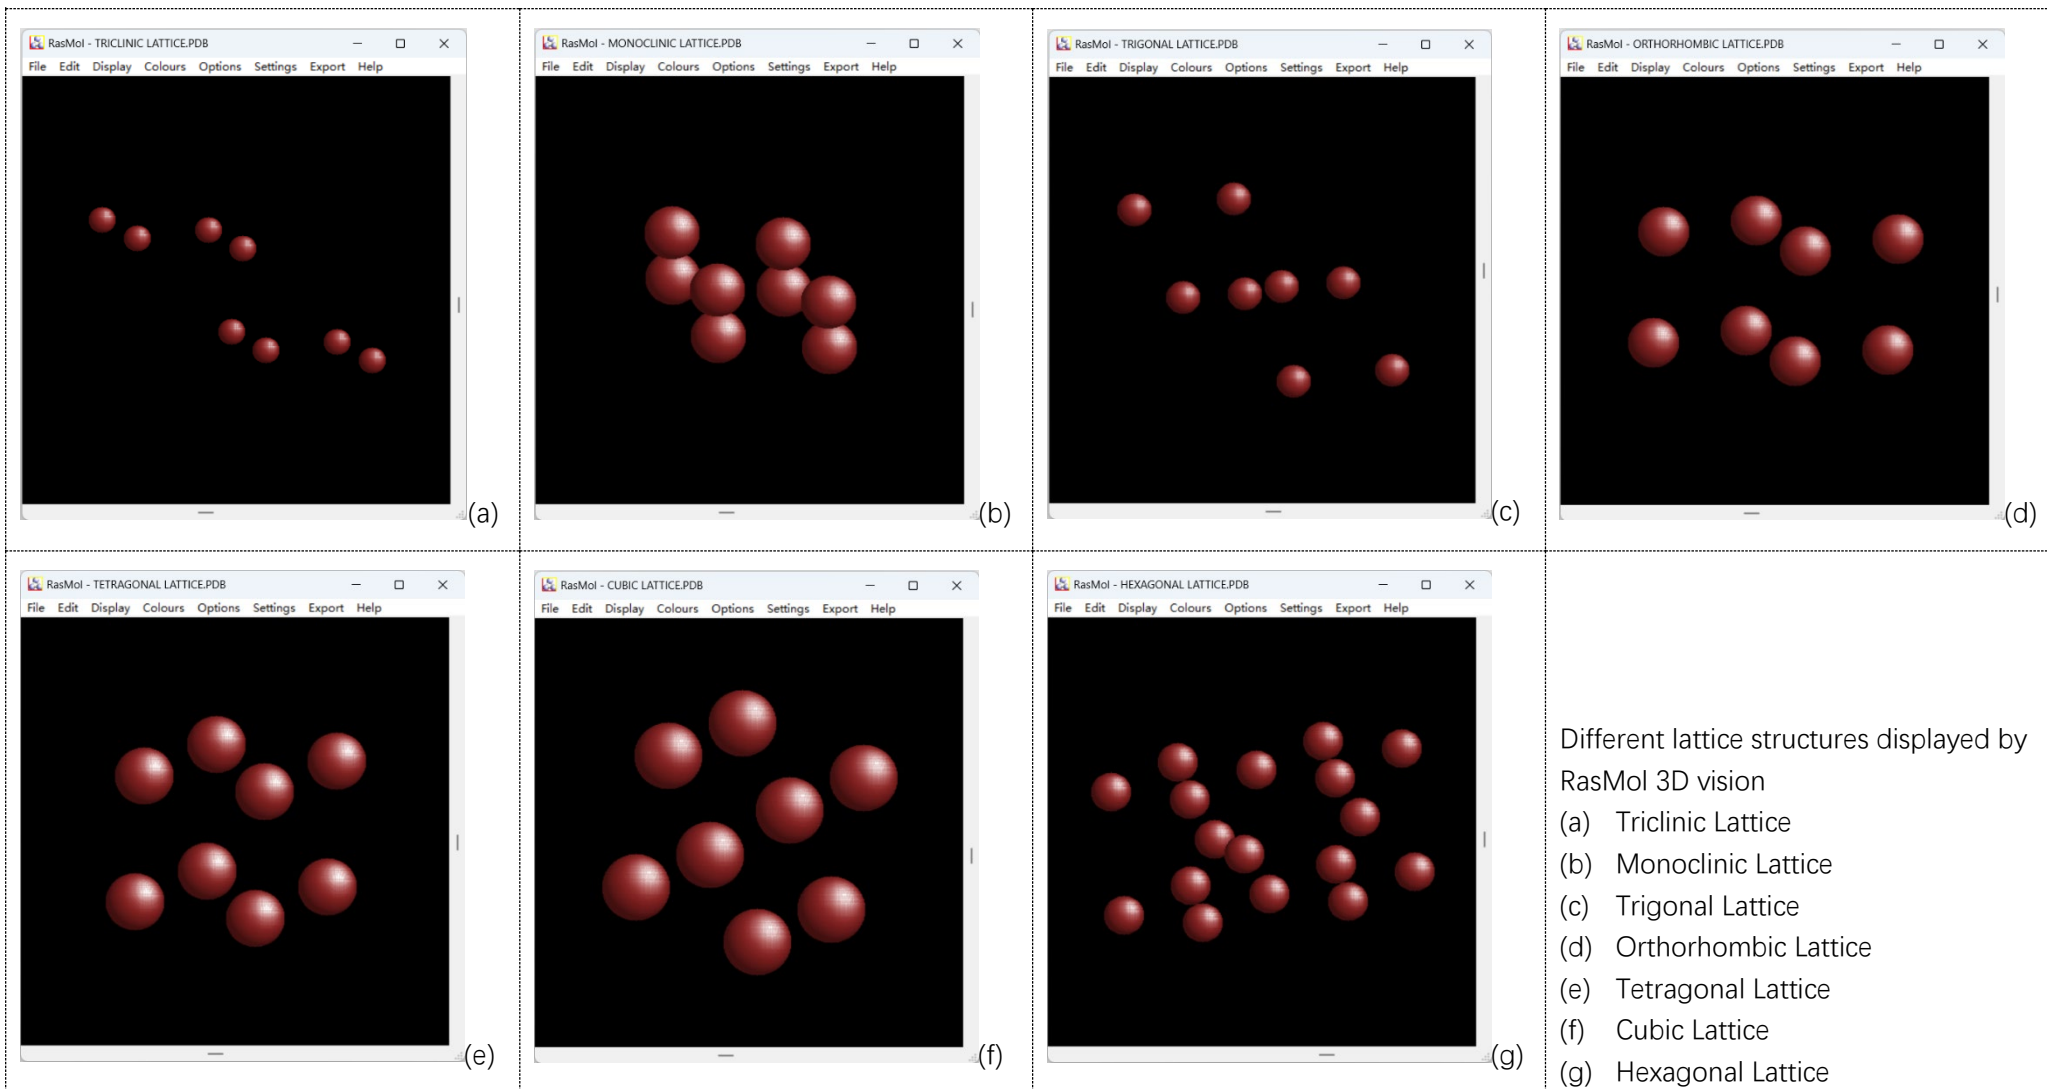 RasMol - TRICLINIC LATTICE.PDB
File Edit Display Colours Options Settings Export Help
(a)
RasMol - MONOCLINIC LATTICE.PDB
File Edit Display Colours Options Settings Export Help
(b)
RasMol - TRIGONAL LATTICE.PDB
File Edit Display Colours Options Settings Export Help
(c)
RasMol - ORTHORHOMBIC LATTICE.PDB
File Edit Display Colours Options Settings Export Help
(d)
RasMol - TETRAGONAL LATTICE.PDB
File Edit Display Colours Options Settings Export Help
(e)
RasMol - CUBIC LATTICE.PDB
File Edit Display Colours Options Settings Export Help
(f)
RasMol - HEXAGONAL LATTICE.PDB
File Edit Display Colours Options Settings Export Help
(g)
Different lattice structures displayed by
RasMol 3D vision
(a) Triclinic Lattice
(b) Monoclinic Lattice
(c) Trigonal Lattice
(d) Orthorhombic Lattice
(e) Tetragonal Lattice
(f) Cubic Lattice
(g) Hexagonal Lattice